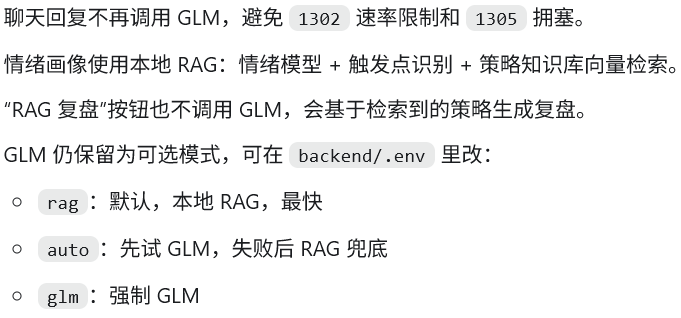 聊天回复不再调用 GLM，避免 1302 速率限制和 1305 拥塞。
情绪画像使用本地 RAG：情绪模型 + 触发点识别 + 策略知识库向量检索。
“RAG 复盘”按钮也不调用 GLM，会基于检索到的策略生成复盘。
GLM 仍保留为可选模式，可在 backend/.env 里改：
○ rag：默认，本地 RAG，最快
○ auto：先试 GLM，失败后 RAG 兜底
○ glm：强制 GLM